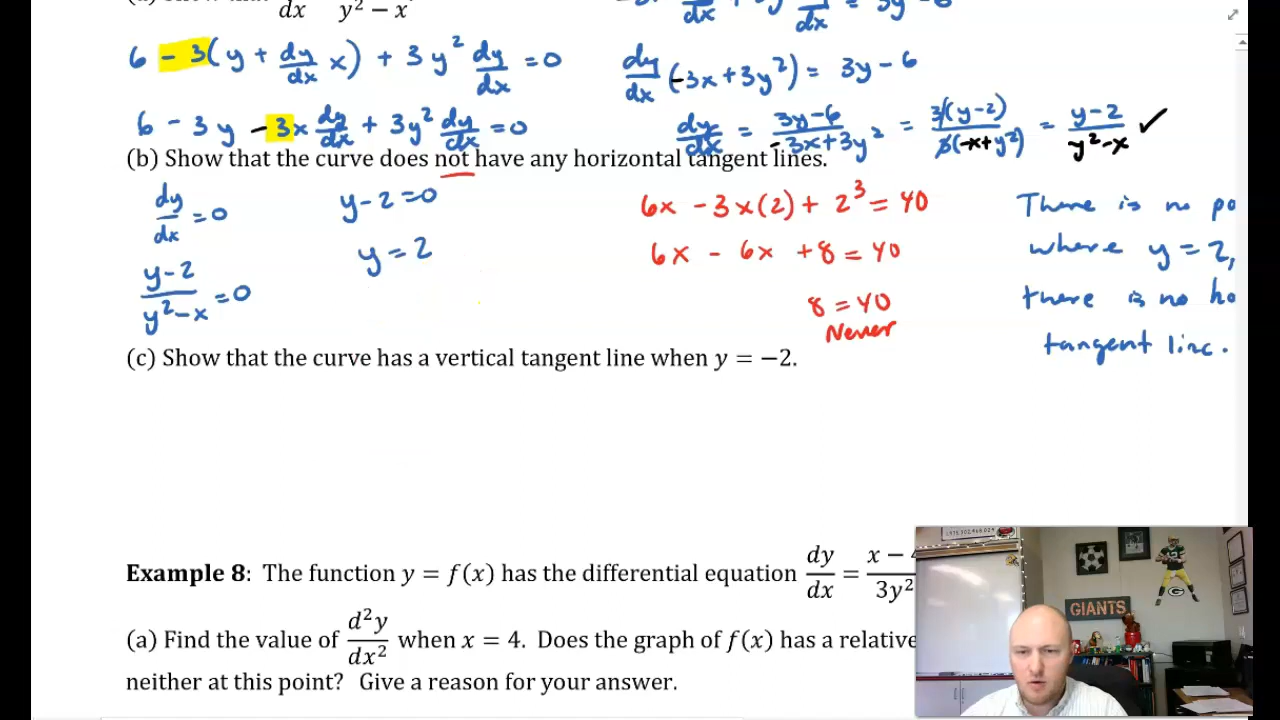 dx y² − x
dx dx
6 − 3(y + dy/dx x) + 3y² dy/dx = 0
dy/dx (−3x + 3y²) = 3y − 6
6 − 3y − 3x dy/dx + 3y² dy/dx = 0
dy/dx = 3y−6 / −3x+3y² = 3(y−2) / 3(−x+y²) = y−2 / y²−x ✓
(b) Show that the curve does not have any horizontal tangent lines.
dy/dx = 0
y−2 = 0
y = 2
y−2 / y²−x = 0
6x − 3x(2) + 2³ = 40
6x − 6x + 8 = 40
8 = 40
Never
There is no po
where y = 2,
there is no ho
tangent line.
(c) Show that the curve has a vertical tangent line when y = −2.
Example 8: The function y = f(x) has the differential equation dy/dx = x − / 3y²
(a) Find the value of d²y/dx² when x = 4. Does the graph of f(x) has a relative
neither at this point? Give a reason for your answer.
GIANTS
G